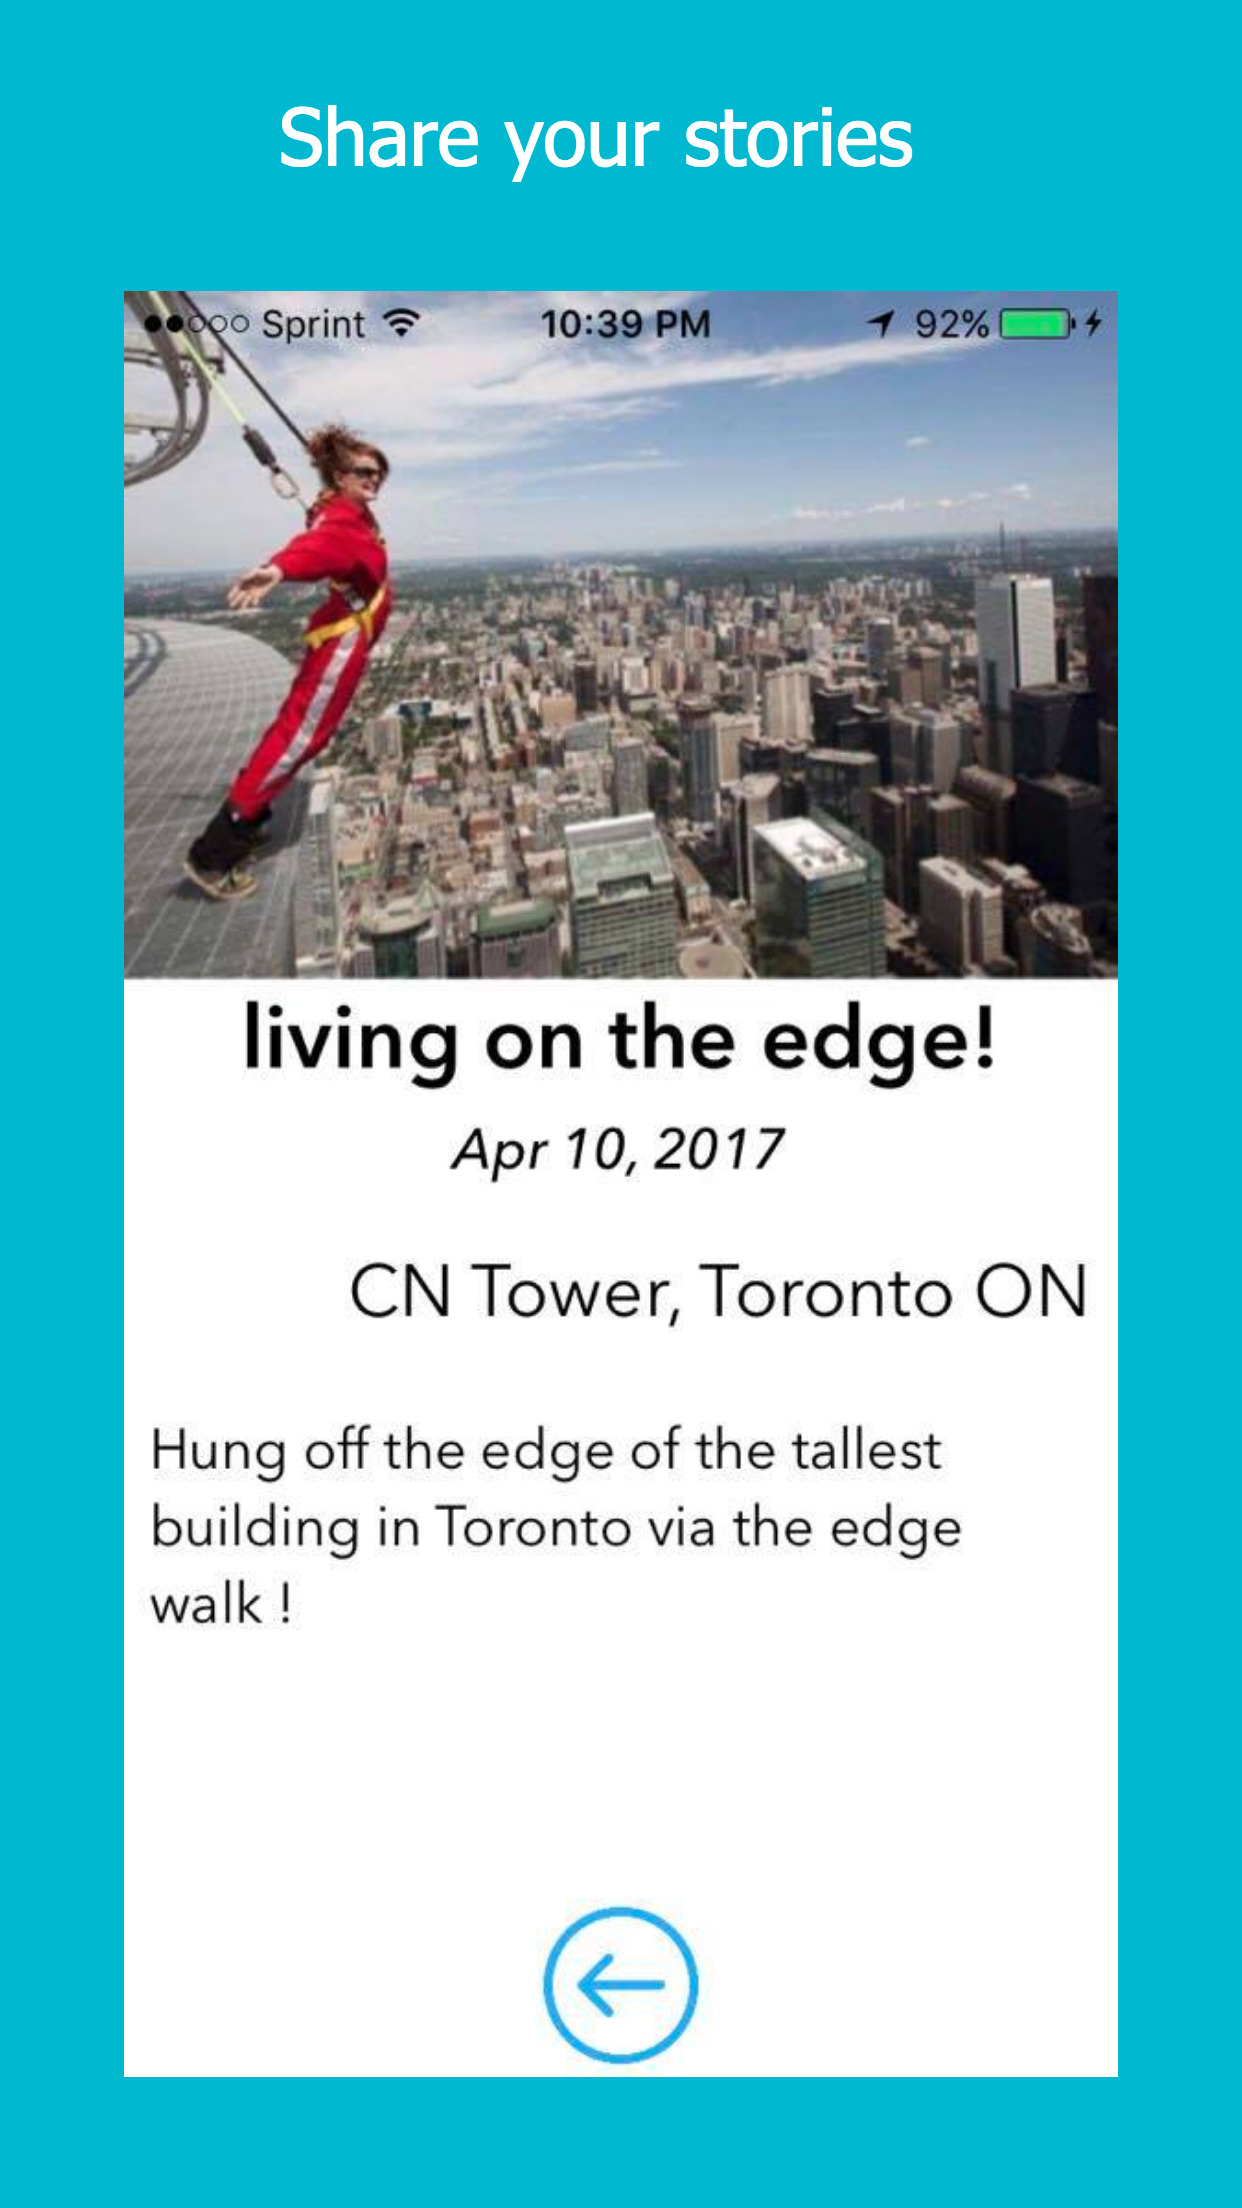 Share your stories
Sprint 10:39 PM 92%
living on the edge!
Apr 10, 2017
CN Tower, Toronto ON
Hung off the edge of the tallest
building in Toronto via the edge
walk !